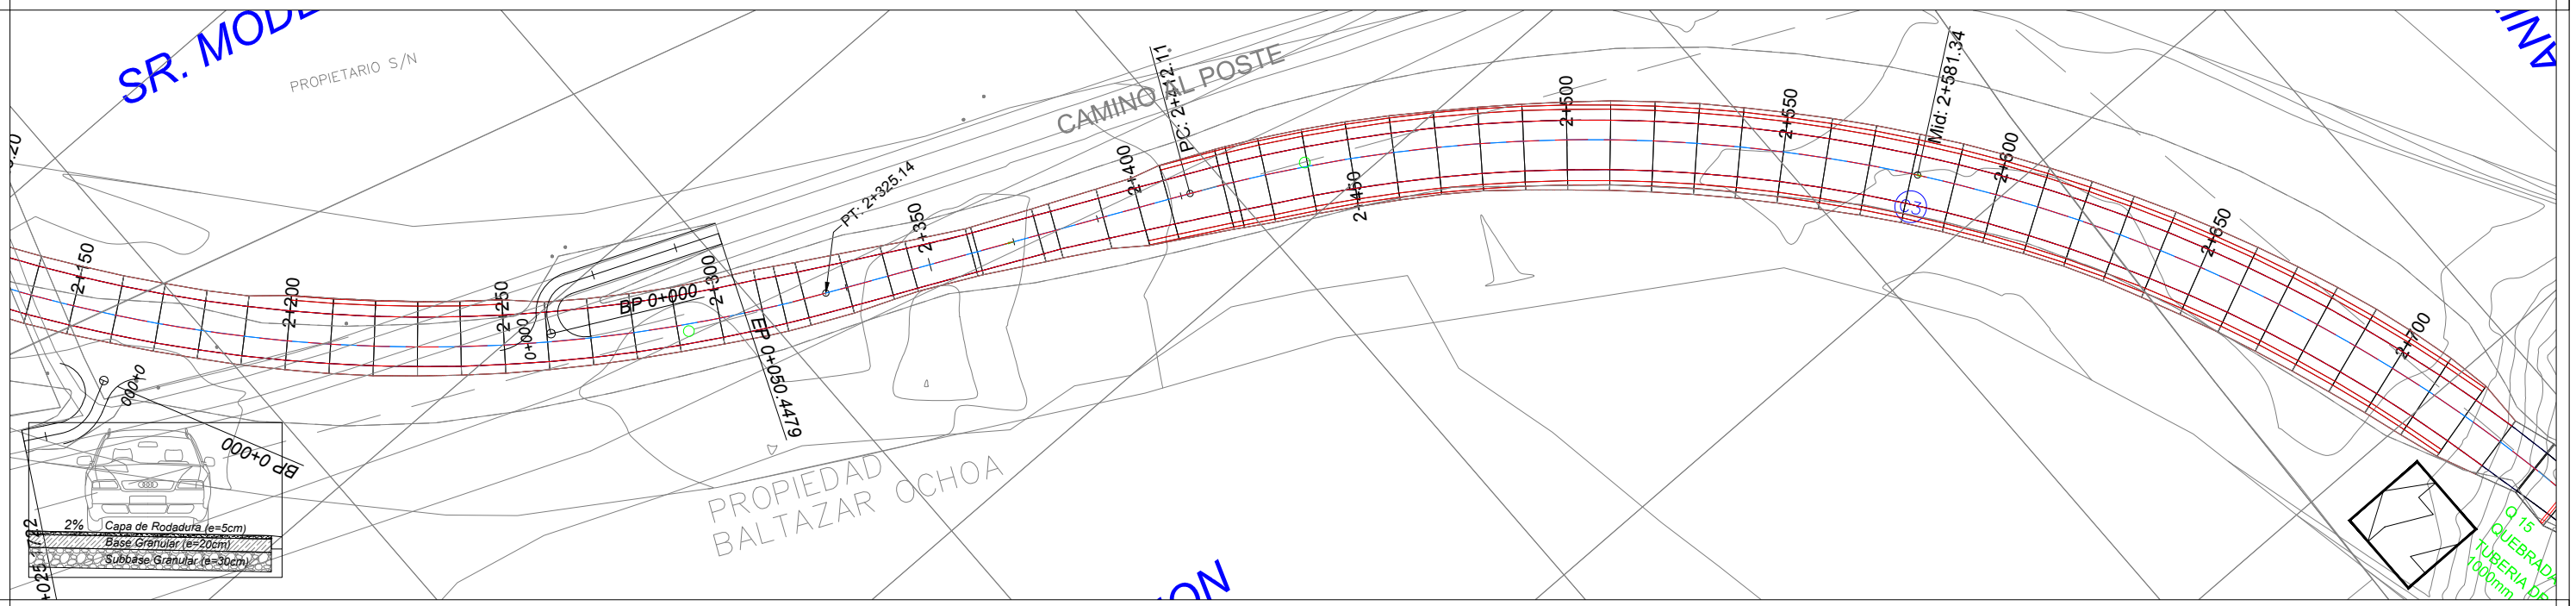 SR. MODE
PROPIETARIO S/N
CAMINO AL POSTE
PC: 2+412.11
Mid: 2+581.34
2+150
2+200
2+250
2+300
2+350
2+400
2+450
2+500
2+550
2+600
2+650
2+700
PT: 2+325.14
C3
0+000
BP 0+000
EP 0+050.4479
0+000
BP 0+000
PROPIEDAD
BALTAZAR OCHOA
2%
Capa de Rodadura (e=5cm)
Base Granular (e=20cm)
Subbase Granular (e=30cm)
ON
Q 15
QUEBRADA
TUBERIA DE
1000mm